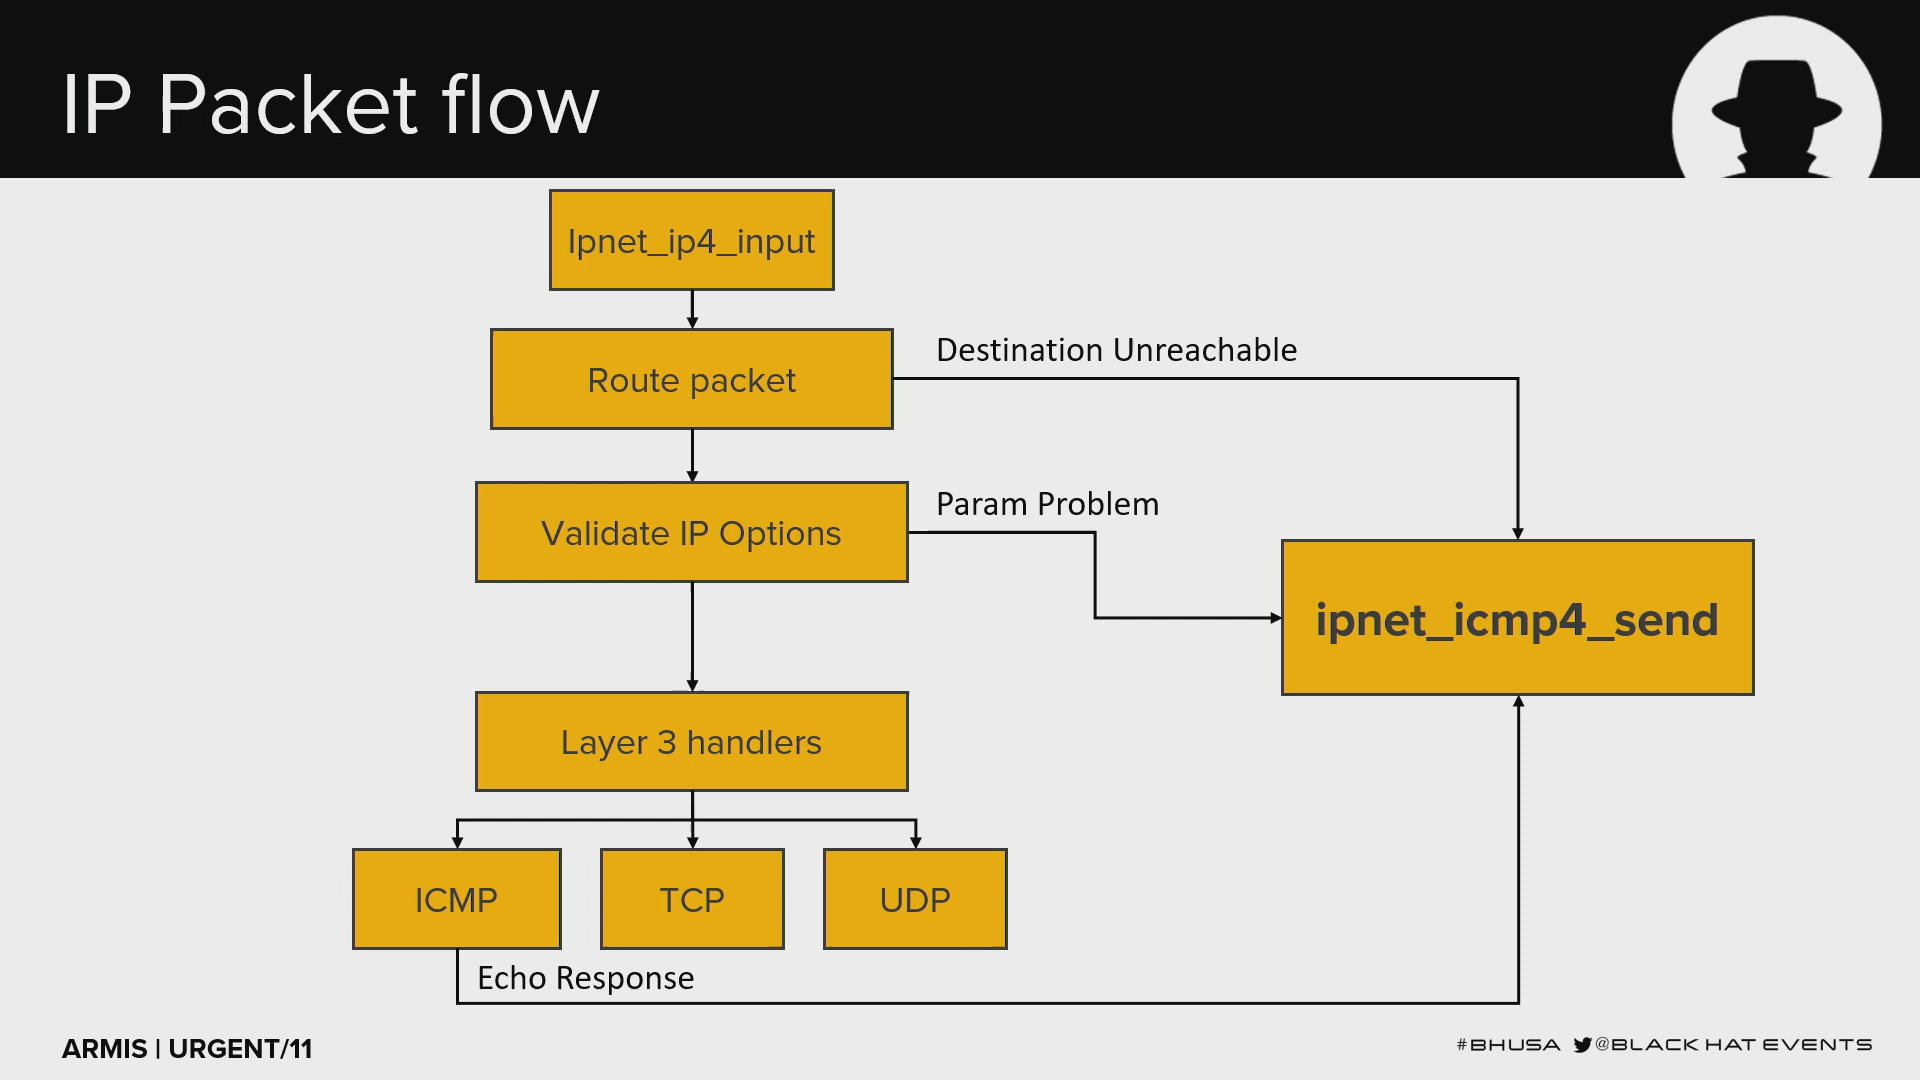 IP Packet flow
Ipnet_ip4_input
Route packet
Destination Unreachable
Validate IP Options
Param Problem
ipnet_icmp4_send
Layer 3 handlers
ICMP
TCP
UDP
Echo Response
ARMIS | URGENT/11
#BHUSA @BLACK HAT EVENTS